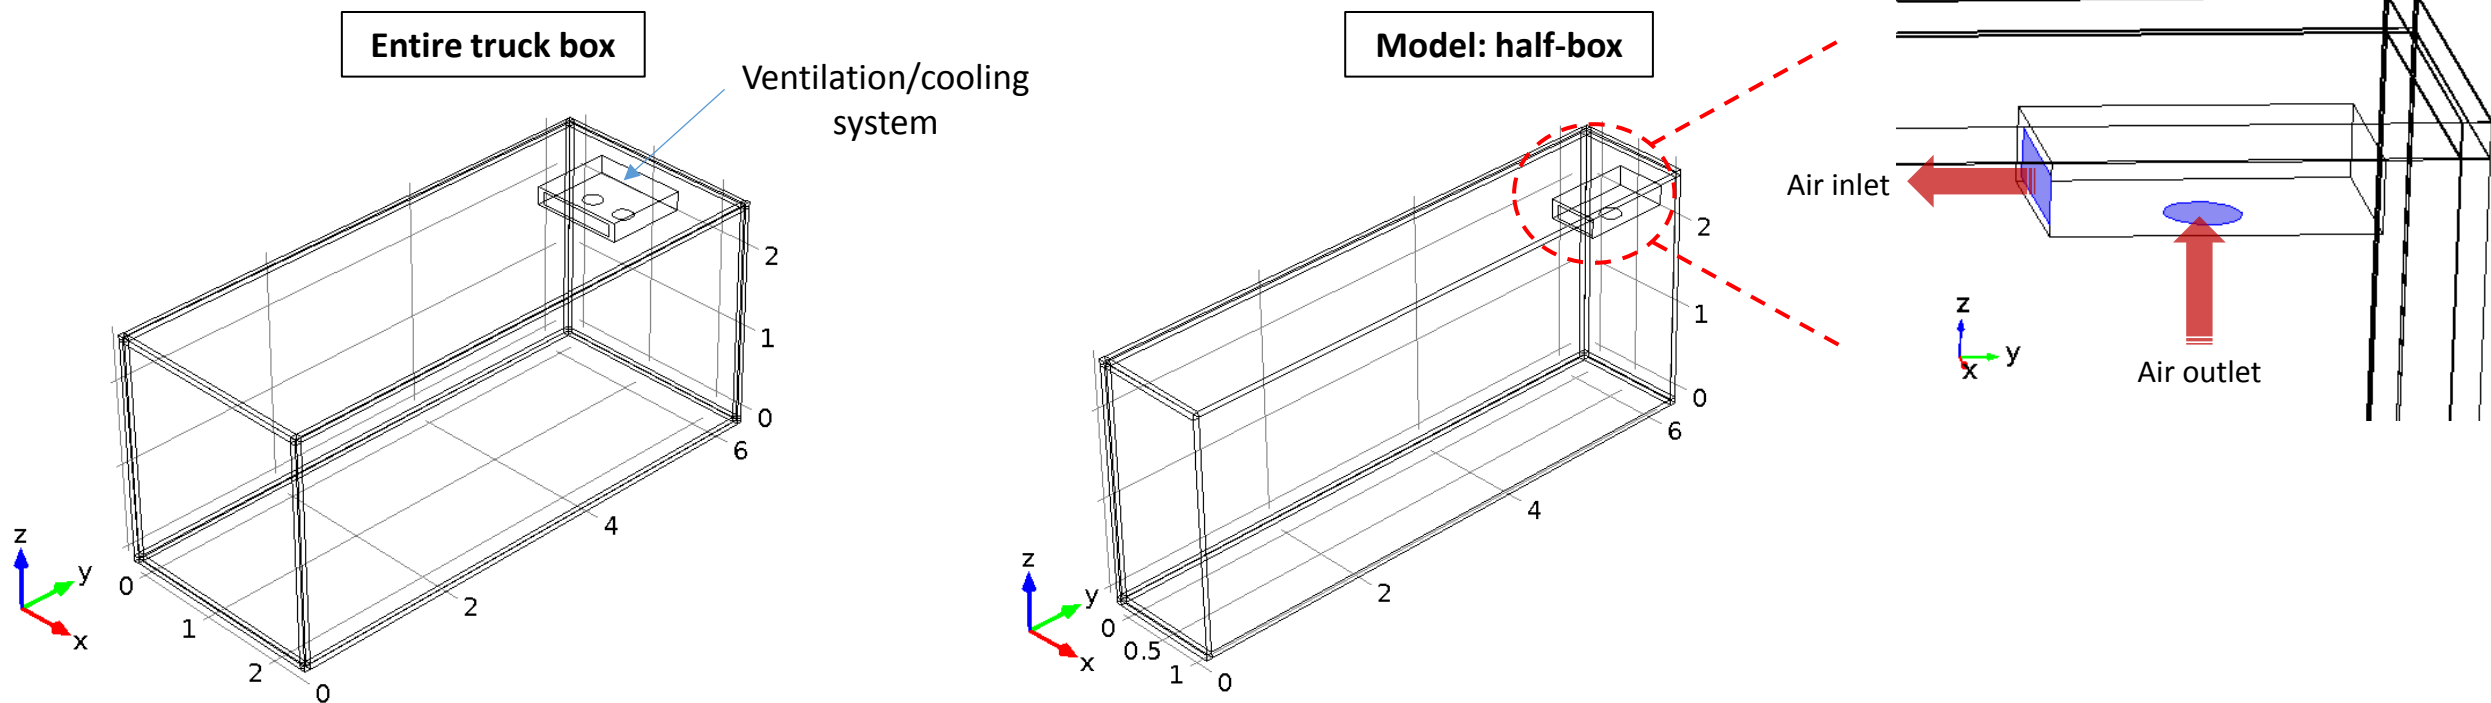 Entire truck box
Ventilation/cooling
system
2
1
0
6
4
2
0
0
1
2
z
y
x
Model: half-box
2
1
0
6
4
2
0
0
0.5
1
z
y
x
Air inlet
Air outlet
z
y
x